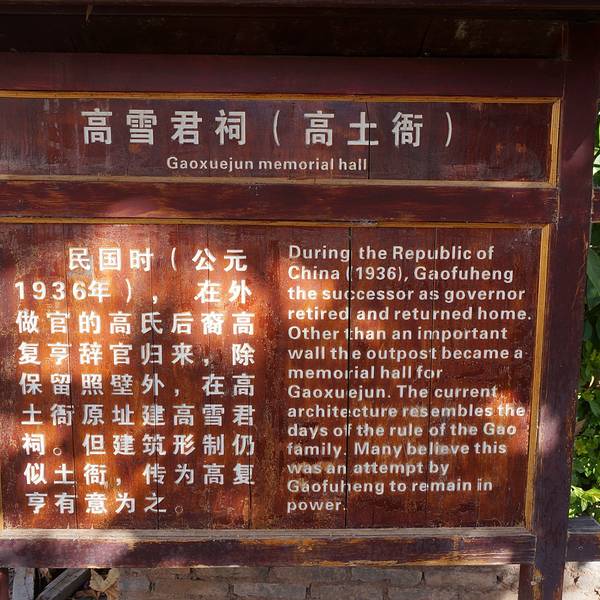 高雪君祠（高土衙）
Gaoxuejun memorial hall
民国时（公元
1936年），在外
做官的高氏后裔高
复亨辞官归来，除
保留照壁外，在高
土衙原址建高雪君
祠。但建筑形制仍
似土衙，传为高复
亨有意为之。
During the Republic of
China (1936), Gaofuheng
the successor as governor
retired and returned home.
Other than an important
wall the outpost became a
memorial hall for
Gaoxuejun. The current
architecture resembles the
days of the rule of the Gao
family. Many believe this
was an attempt by
Gaofuheng to remain in
power.